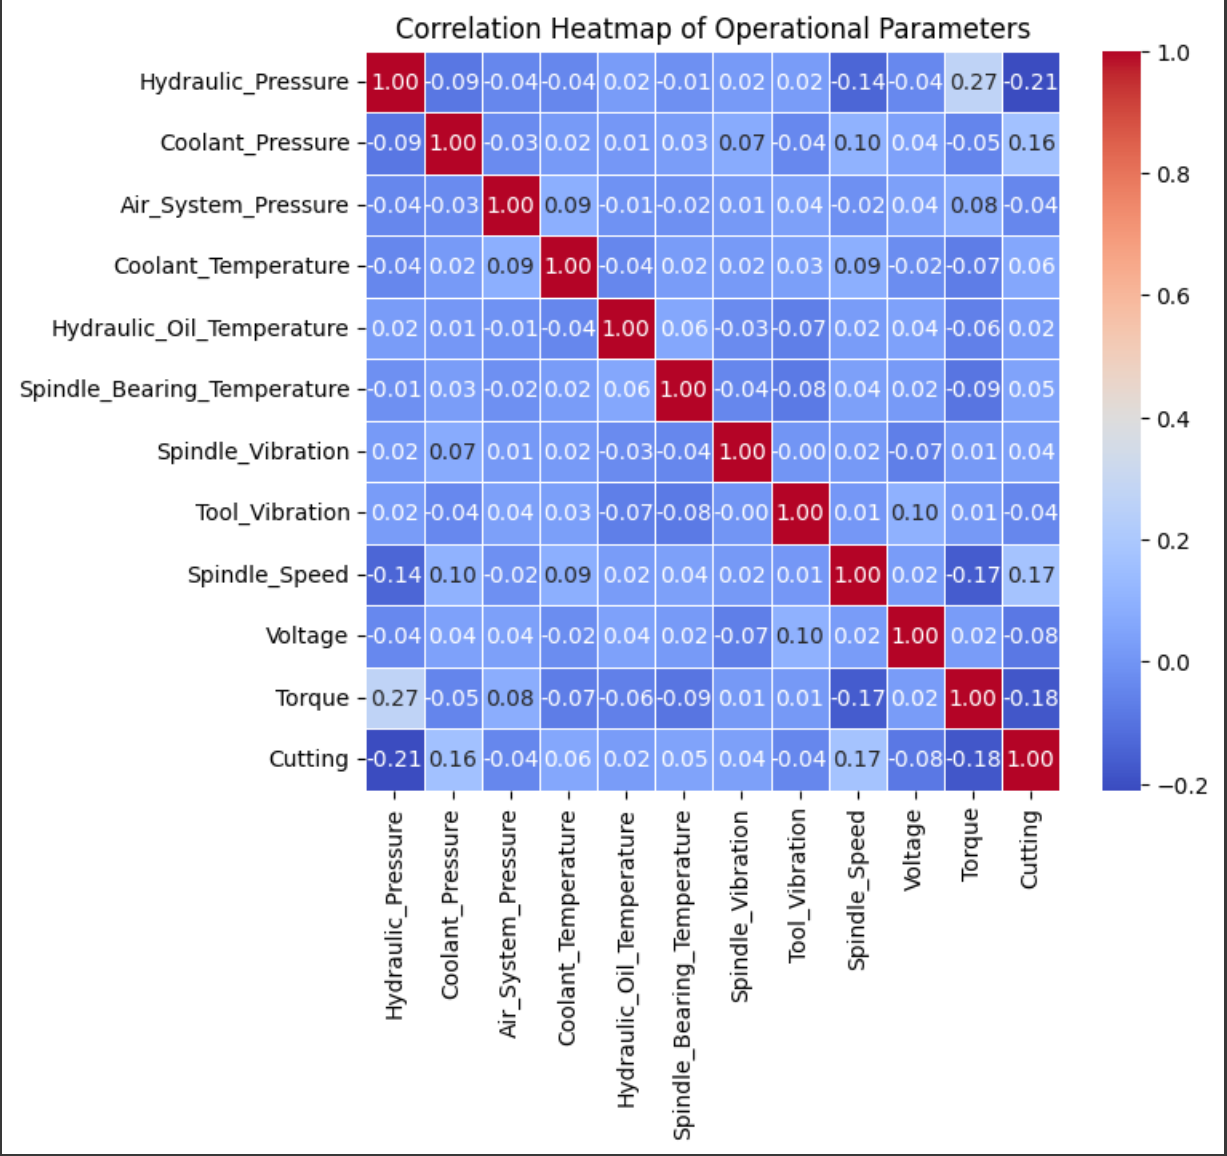 Correlation Heatmap of Operational Parameters
Hydraulic_Pressure 1.00 -0.09 -0.04 -0.04 0.02 -0.01 0.02 0.02 -0.14 -0.04 0.27 -0.21
Coolant_Pressure -0.09 1.00 -0.03 0.02 0.01 0.03 0.07 -0.04 0.10 0.04 -0.05 0.16
Air_System_Pressure -0.04 -0.03 1.00 0.09 -0.01 -0.02 0.01 0.04 -0.02 0.04 0.08 -0.04
Coolant_Temperature -0.04 0.02 0.09 1.00 -0.04 0.02 0.02 0.03 0.09 -0.02 -0.07 0.06
Hydraulic_Oil_Temperature 0.02 0.01 -0.01 -0.04 1.00 0.06 -0.03 -0.07 0.02 0.04 -0.06 0.02
Spindle_Bearing_Temperature -0.01 0.03 -0.02 0.02 0.06 1.00 -0.04 -0.08 0.04 0.02 -0.09 0.05
Spindle_Vibration 0.02 0.07 0.01 0.02 -0.03 -0.04 1.00 -0.00 0.02 -0.07 0.01 0.04
Tool_Vibration 0.02 -0.04 0.04 0.03 -0.07 -0.08 -0.00 1.00 0.01 0.10 0.01 -0.04
Spindle_Speed -0.14 0.10 -0.02 0.09 0.02 0.04 0.02 0.01 1.00 0.02 -0.17 0.17
Voltage -0.04 0.04 0.04 -0.02 0.04 0.02 -0.07 0.10 0.02 1.00 0.02 -0.08
Torque 0.27 -0.05 0.08 -0.07 -0.06 -0.09 0.01 0.01 -0.17 0.02 1.00 -0.18
Cutting -0.21 0.16 -0.04 0.06 0.02 0.05 0.04 -0.04 0.17 -0.08 -0.18 1.00
Hydraulic_Pressure
Coolant_Pressure
Air_System_Pressure
Coolant_Temperature
Hydraulic_Oil_Temperature
Spindle_Bearing_Temperature
Spindle_Vibration
Tool_Vibration
Spindle_Speed
Voltage
Torque
Cutting
1.0
0.8
0.6
0.4
0.2
0.0
−0.2